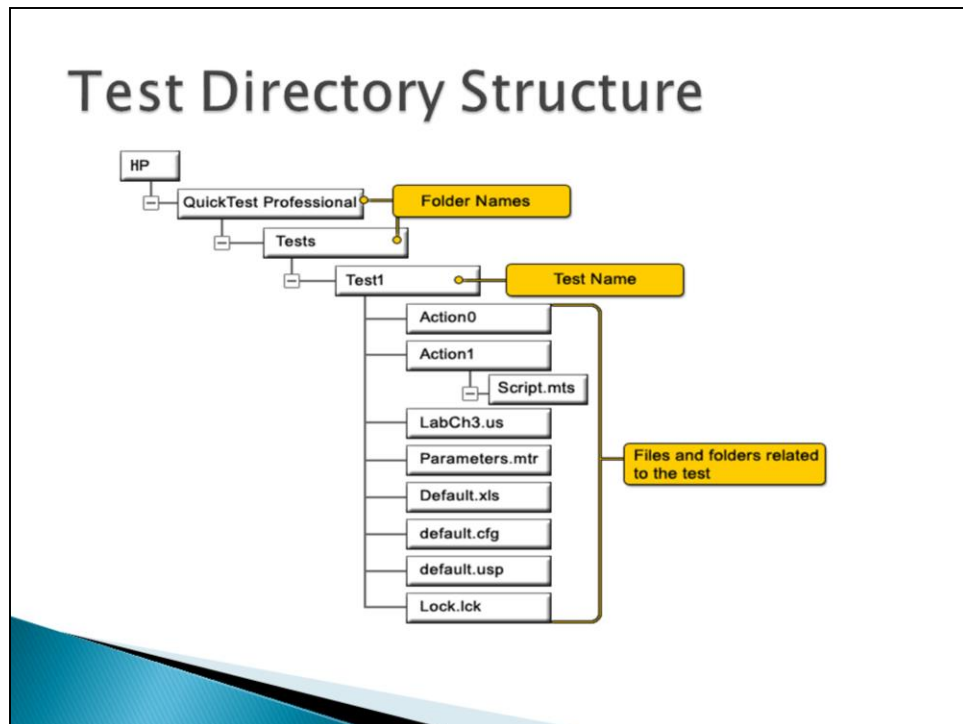 Test Directory Structure
HP
QuickTest Professional
Folder Names
Tests
Test1
Test Name
Action0
Action1
Script.mts
LabCh3.us
Parameters.mtr
Files and folders related
to the test
Default.xls
default.cfg
default.usp
Lock.lck